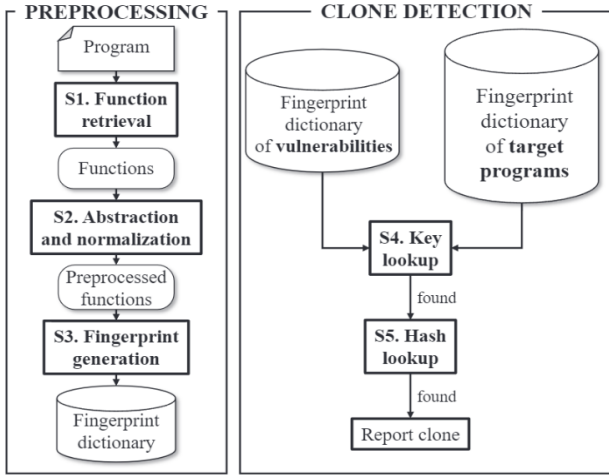 PREPROCESSING
Program
S1. Function
retrieval
Functions
S2. Abstraction
and normalization
Preprocessed
functions
S3. Fingerprint
generation
Fingerprint
dictionary
CLONE DETECTION
Fingerprint
dictionary
of vulnerabilities
Fingerprint
dictionary
of target
programs
S4. Key
lookup
found
S5. Hash
lookup
found
Report clone